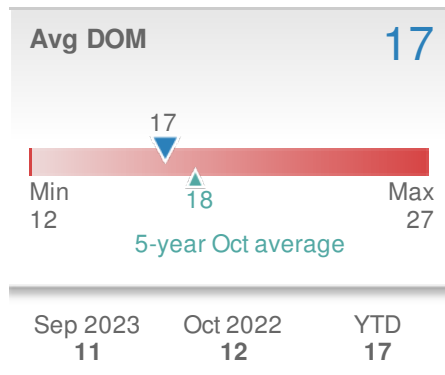 Avg DOM 17
17
Min Max
12 18 27
5-year Oct average
Sep 2023 Oct 2022 YTD
11 12 17